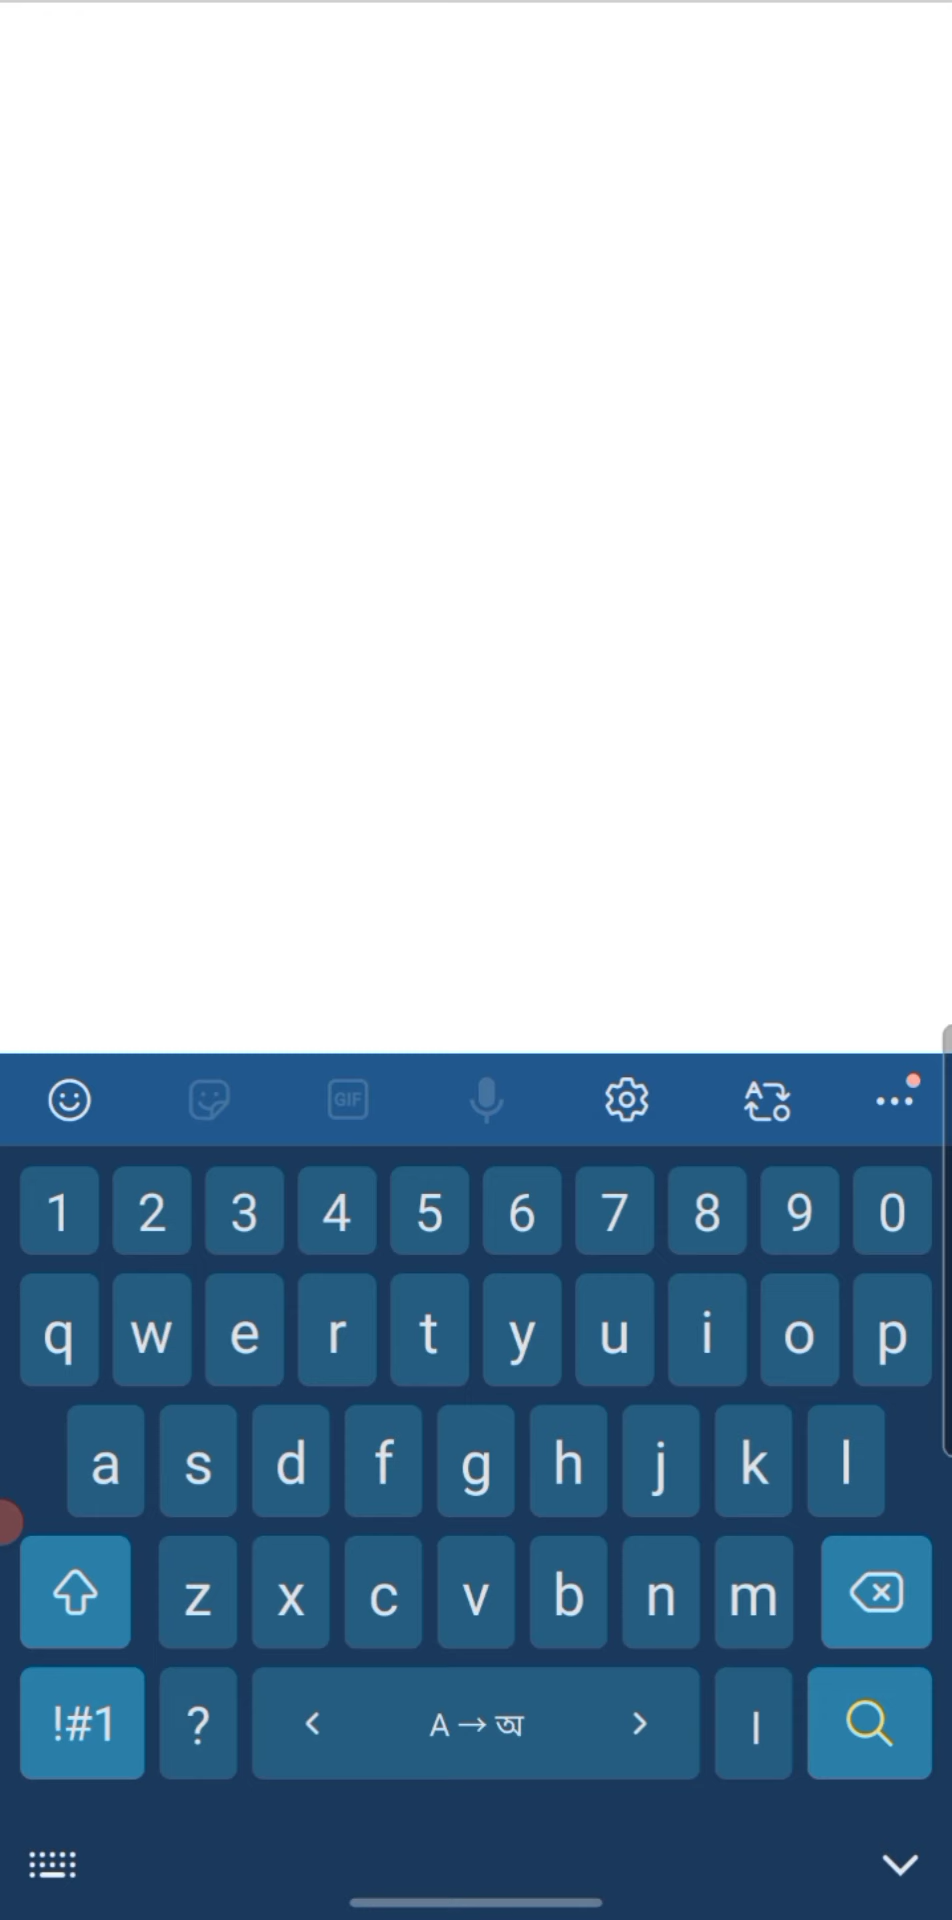 GIF
1 2 3 4 5 6 7 8 9 0
q w e r t y u i o p
a s d f g h j k l
z x c v b n m
!#1 ? < A → অ > ।